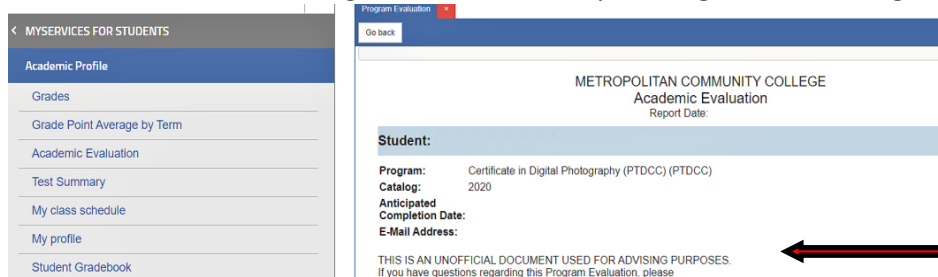 < MYSERVICES FOR STUDENTS
Academic Profile
Grades
Grade Point Average by Term
Academic Evaluation
Test Summary
My class schedule
My profile
Student Gradebook
Program Evaluation ×
Go back
METROPOLITAN COMMUNITY COLLEGE
Academic Evaluation
Report Date:
Student:
Program: Certificate in Digital Photography (PTDCC) (PTDCC)
Catalog: 2020
Anticipated
Completion Date:
E-Mail Address:
THIS IS AN UNOFFICIAL DOCUMENT USED FOR ADVISING PURPOSES.
If you have questions regarding this Program Evaluation, please